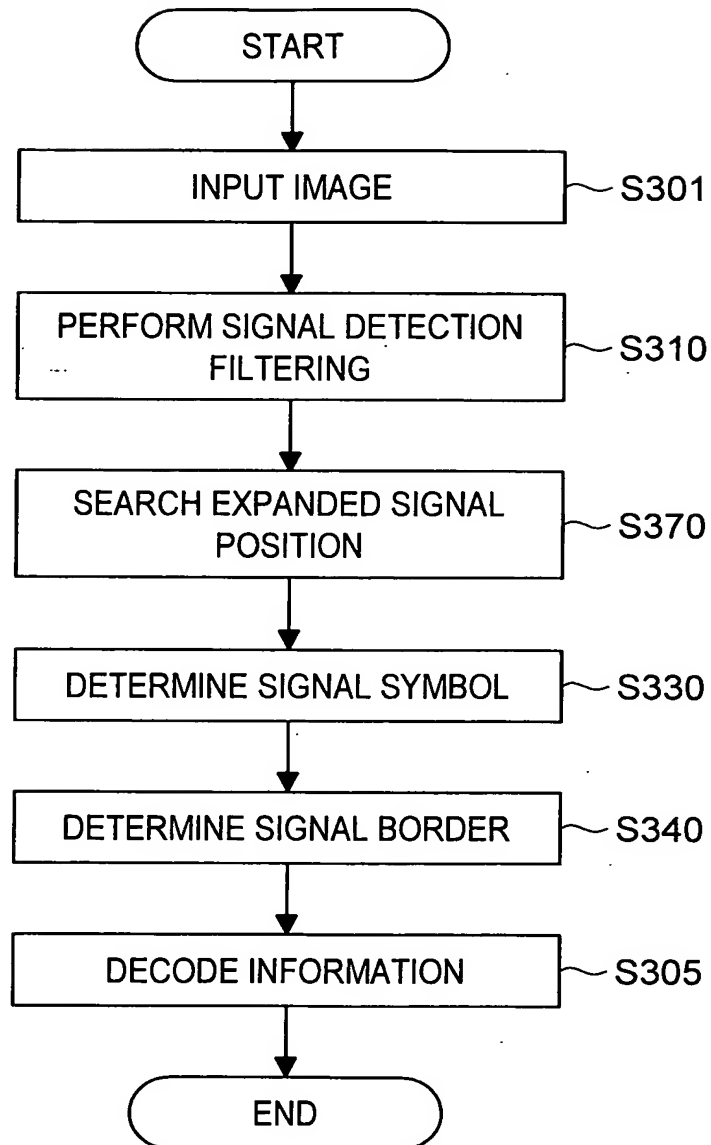 START
INPUT IMAGE
S301
PERFORM SIGNAL DETECTION
FILTERING
S310
SEARCH EXPANDED SIGNAL
POSITION
S370
DETERMINE SIGNAL SYMBOL
S330
DETERMINE SIGNAL BORDER
S340
DECODE INFORMATION
S305
END